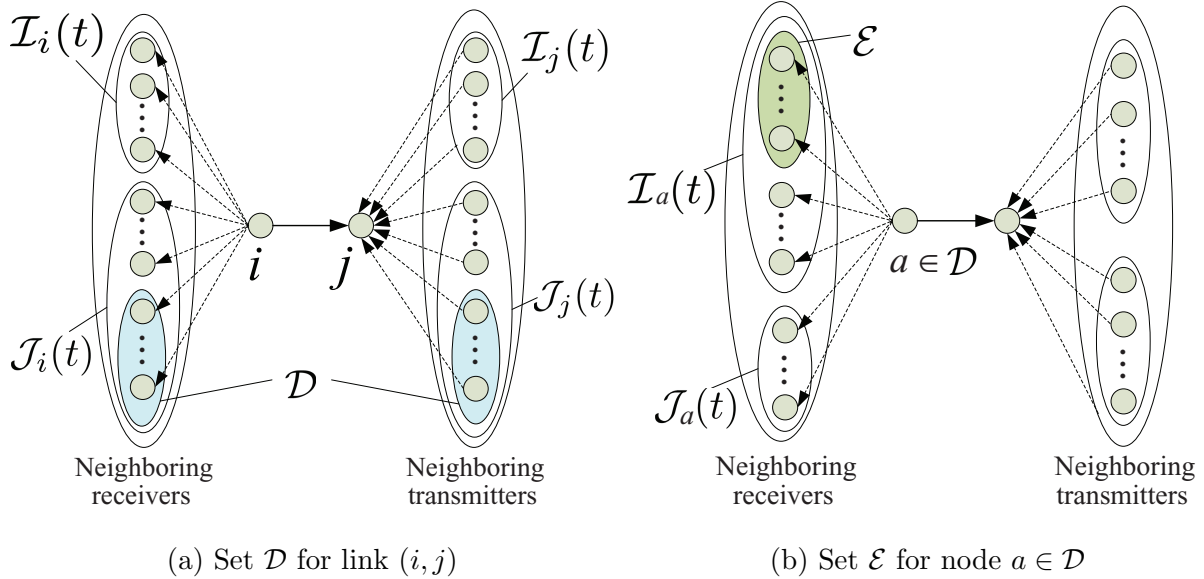 𝓘ᵢ(t)
𝓘ⱼ(t)
i
j
𝓙ᵢ(t)
𝓙ⱼ(t)
𝓓
Neighboring
receivers
Neighboring
transmitters
(a) Set 𝓓 for link (i, j)
𝓔
𝓘ₐ(t)
a ∈ 𝓓
𝓙ₐ(t)
Neighboring
receivers
Neighboring
transmitters
(b) Set 𝓔 for node a ∈ 𝓓